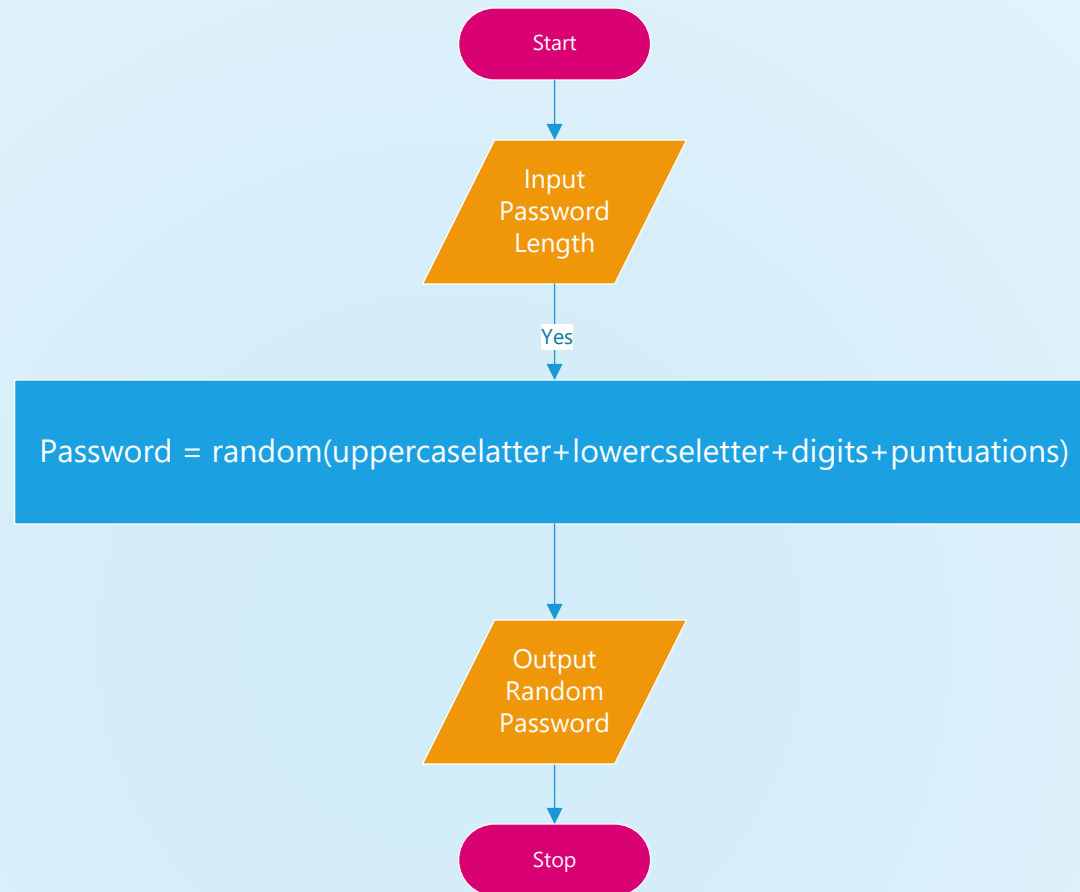 Start
Input
Password
Length
Yes
Password = random(uppercaselatter+lowercseletter+digits+puntuations)
Output
Random
Password
Stop